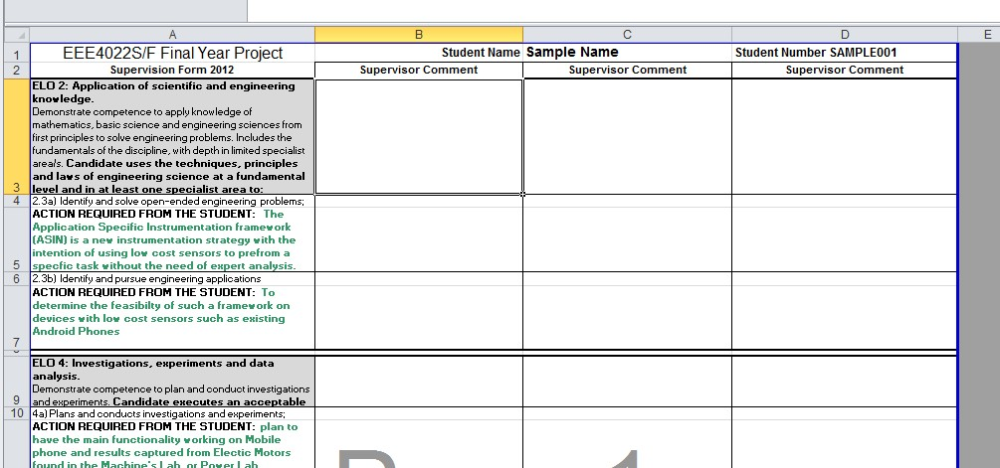 A B C D E
1 EEE4022S/F Final Year Project Student Name Sample Name Student Number SAMPLE001
2 Supervision Form 2012 Supervisor Comment Supervisor Comment Supervisor Comment
ELO 2: Application of scientific and engineering
knowledge.
Demonstrate competence to apply knowledge of
mathematics, basic science and engineering sciences from
first principles to solve engineering problems. Includes the
fundamentals of the discipline, with depth in limited specialist
area/s. Candidate uses the techniques, principles
and laws of engineering science at a fundamental
3 level and in at least one specialist area to:
4 2.3a) Identify and solve open-ended engineering problems;
ACTION REQUIRED FROM THE STUDENT: The
Application Specific Instrumentation framework
(ASIN) is a new instrumentation strategy with the
intention of using low cost sensors to prefrom a
5 specfic task without the need of expert analysis.
6 2.3b) Identify and pursue engineering applications
ACTION REQUIRED FROM THE STUDENT: To
determine the feasibilty of such a framework on
devices with low cost sensors such as existing
Android Phones
7
ELO 4: Investigations, experiments and data
analysis.
Demonstrate competence to plan and conduct investigations
9 and experiments. Candidate executes an acceptable
10 4a) Plans and conducts investigations and experiments;
ACTION REQUIRED FROM THE STUDENT: plan to
have the main functionality working on Mobile
phone and results captured from Electic Motors
found in the Machine's Lab, or Power Lab